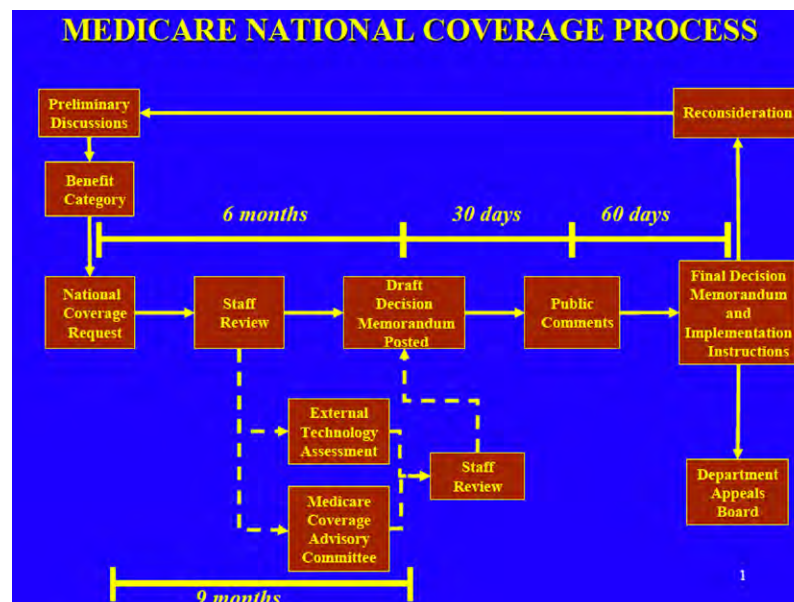 MEDICARE NATIONAL COVERAGE PROCESS
Preliminary
Discussions
Reconsideration
Benefit
Category
6 months
30 days
60 days
National
Coverage
Request
Staff
Review
Draft
Decision
Memorandum
Posted
Public
Comments
Final Decision
Memorandum
and
Implementation
Instructions
External
Technology
Assessment
Staff
Review
Medicare
Coverage
Advisory
Committee
Department
Appeals
Board
9 months
1